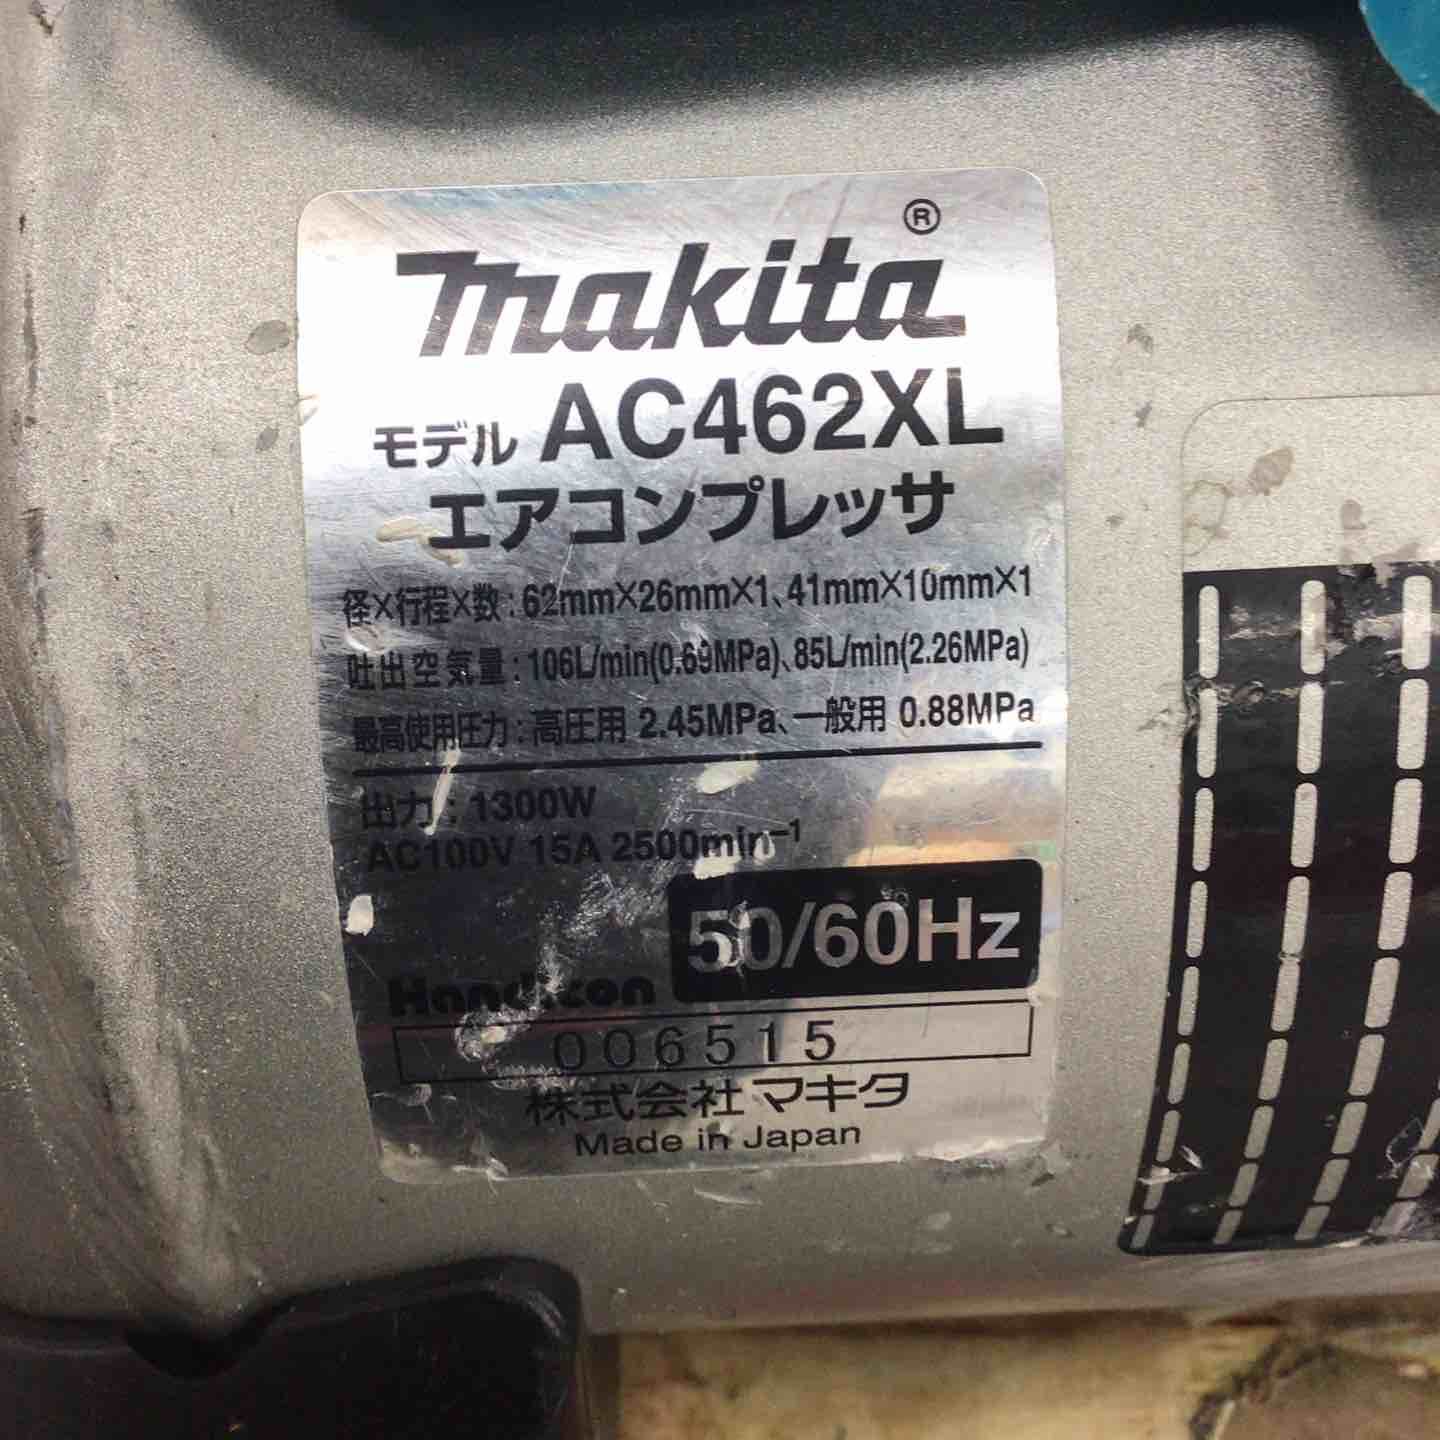 makita®
モデル AC462XL
エアコンプレッサ
径×行程×数:62mm×26mm×1、41mm×10mm×1
吐出空気量:106L/min(0.69MPa)、85L/min(2.26MPa)
最高使用圧力:高圧用 2.45MPa、一般用 0.88MPa
出力:1300W
AC100V 15A 2500min⁻¹
50/60Hz
Handicon
006515
株式会社マキタ
Made in Japan